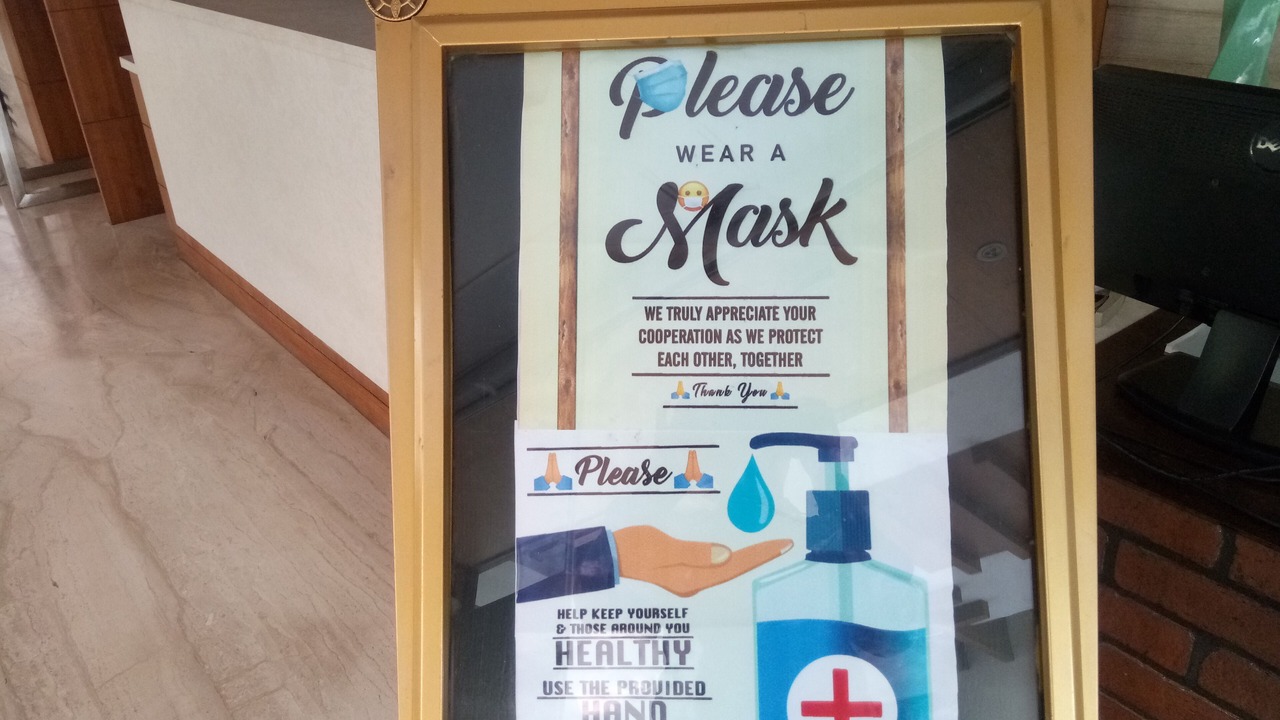 Please
WEAR A
Mask
WE TRULY APPRECIATE YOUR
COOPERATION AS WE PROTECT
EACH OTHER, TOGETHER
Thank You
Please
HELP KEEP YOURSELF
& THOSE AROUND YOU
HEALTHY
USE THE PROVIDED
HAND